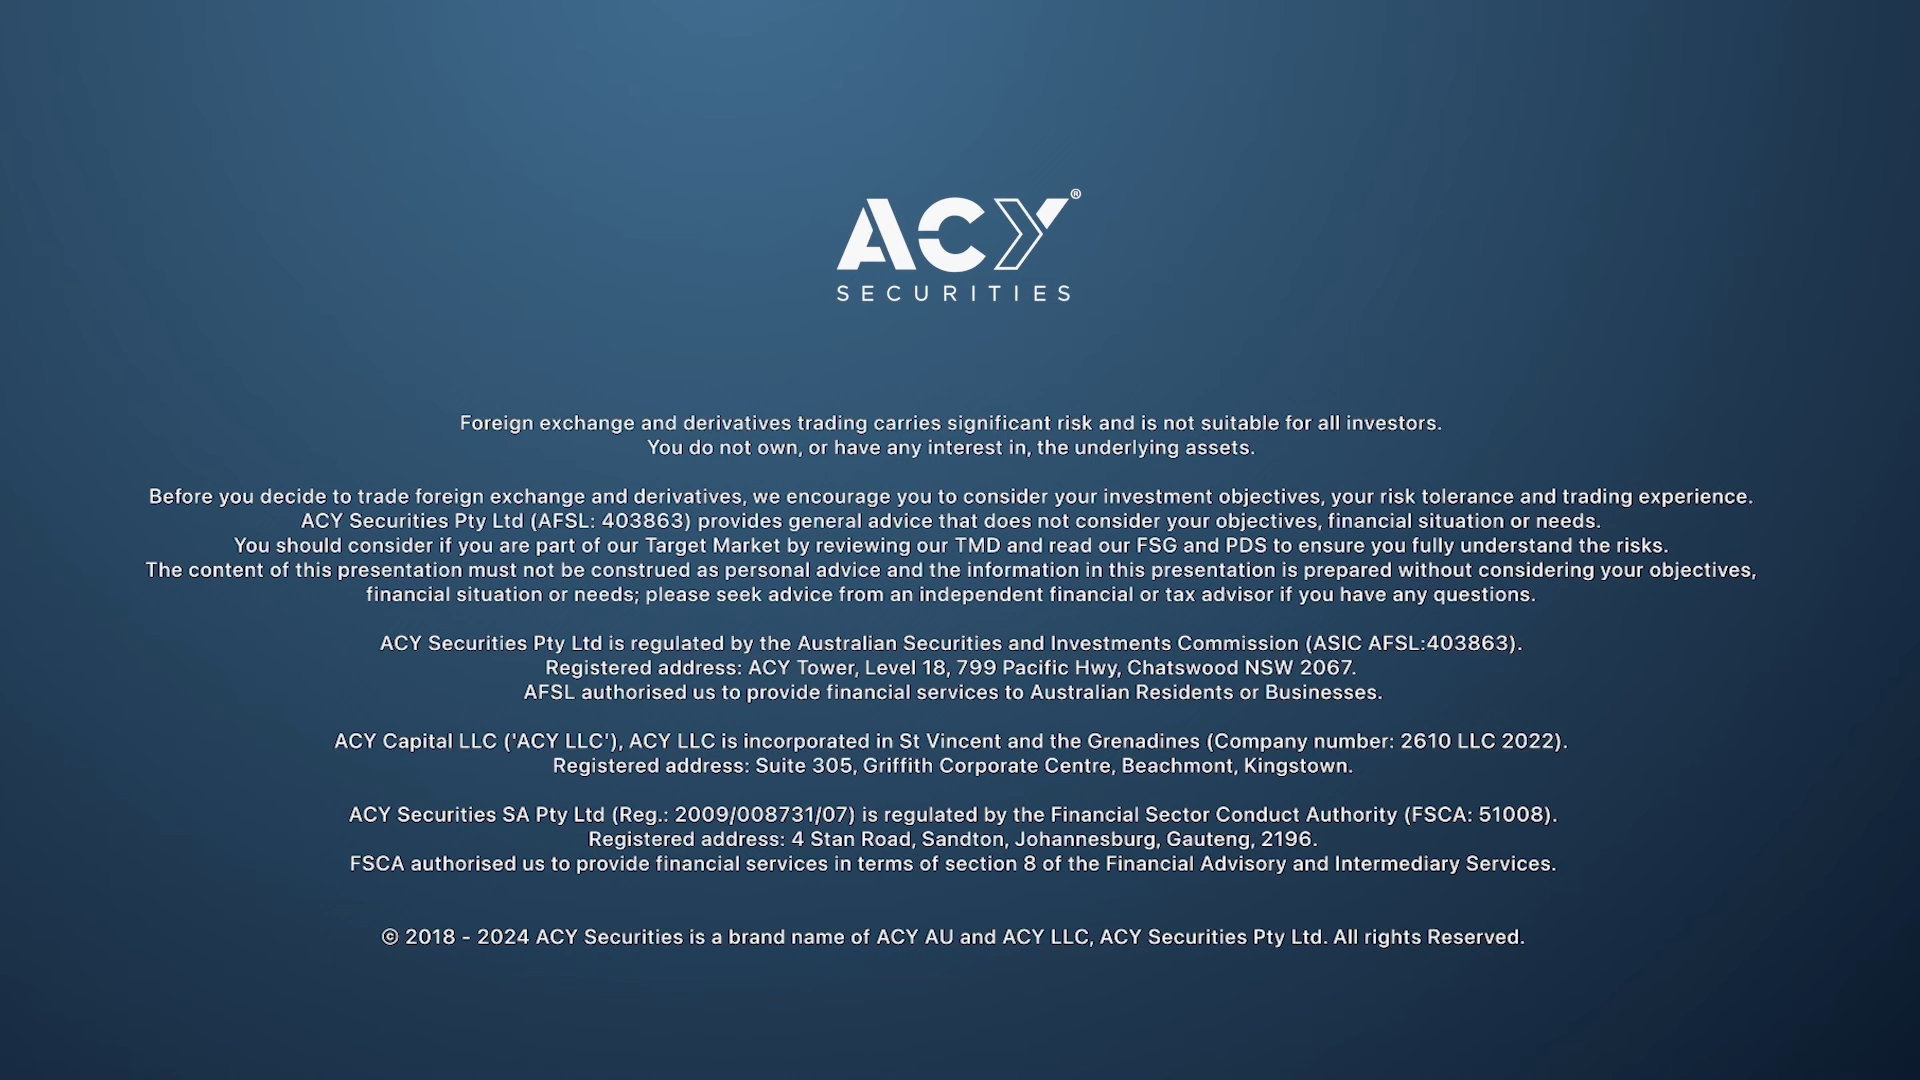 ACY®
SECURITIES
Foreign exchange and derivatives trading carries significant risk and is not suitable for all investors.
You do not own, or have any interest in, the underlying assets.
Before you decide to trade foreign exchange and derivatives, we encourage you to consider your investment objectives, your risk tolerance and trading experience.
ACY Securities Pty Ltd (AFSL: 403863) provides general advice that does not consider your objectives, financial situation or needs.
You should consider if you are part of our Target Market by reviewing our TMD and read our FSG and PDS to ensure you fully understand the risks.
The content of this presentation must not be construed as personal advice and the information in this presentation is prepared without considering your objectives,
financial situation or needs; please seek advice from an independent financial or tax advisor if you have any questions.
ACY Securities Pty Ltd is regulated by the Australian Securities and Investments Commission (ASIC AFSL:403863).
Registered address: ACY Tower, Level 18, 799 Pacific Hwy, Chatswood NSW 2067.
AFSL authorised us to provide financial services to Australian Residents or Businesses.
ACY Capital LLC ('ACY LLC'), ACY LLC is incorporated in St Vincent and the Grenadines (Company number: 2610 LLC 2022).
Registered address: Suite 305, Griffith Corporate Centre, Beachmont, Kingstown.
ACY Securities SA Pty Ltd (Reg.: 2009/008731/07) is regulated by the Financial Sector Conduct Authority (FSCA: 51008).
Registered address: 4 Stan Road, Sandton, Johannesburg, Gauteng, 2196.
FSCA authorised us to provide financial services in terms of section 8 of the Financial Advisory and Intermediary Services.
© 2018 - 2024 ACY Securities is a brand name of ACY AU and ACY LLC, ACY Securities Pty Ltd. All rights Reserved.